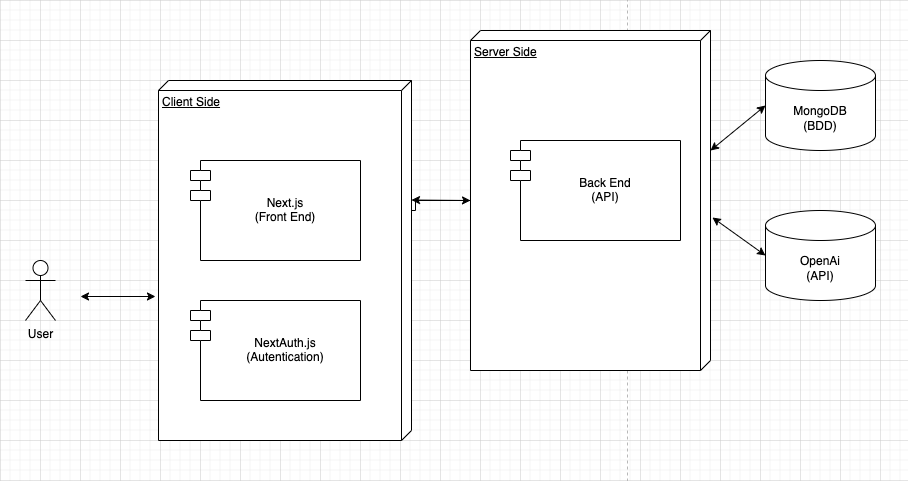 Server Side
Client Side
MongoDB
(BDD)
Back End
(API)
Next.js
(Front End)
OpenAi
(API)
User
NextAuth.js
(Autentication)